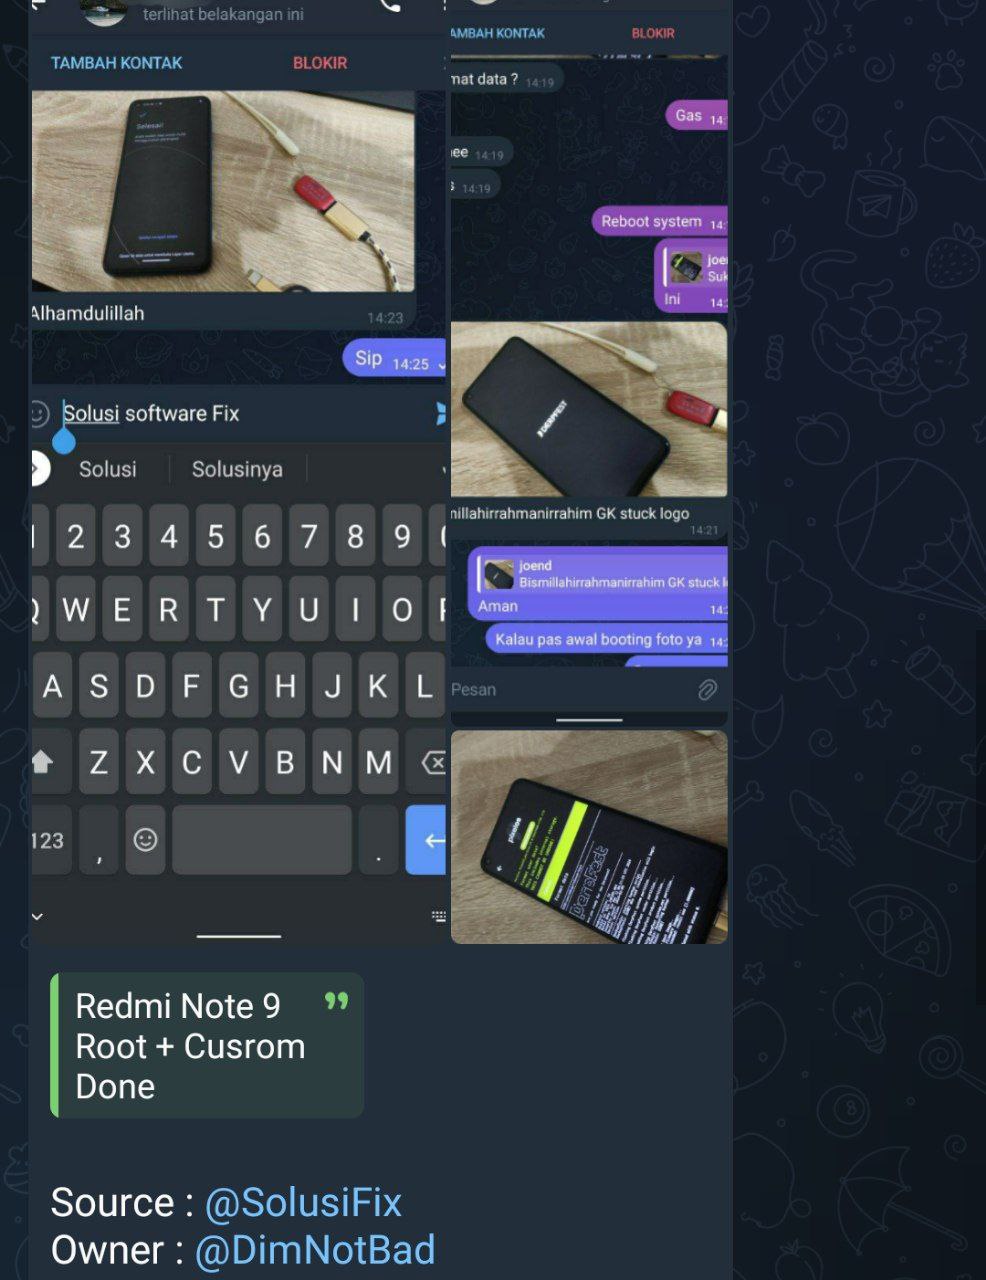 terlihat belakangan ini
TAMBAH KONTAK
BLOKIR
Selesai!
Alhamdulillah
14:23
Sip 14:25
Solusi software Fix
Solusi
Solusinya
2 3 4 5 6 7 8 9
W E R T Y U I O
A S D F G H J K L
Z X C V B N M
123 , .
AMBAH KONTAK
BLOKIR
mat data ? 14:19
Gas 14:
ee 14:19
s 14:19
Reboot system 14:
joe
Suk
Ini 14:
DERPFEST
millahirrahmanirrahim GK stuck logo
14:21
joend
Bismillahirrahmanirrahim GK stuck l
Aman 14:
Kalau pas awal booting foto ya 14:
Pesan
DerpFest
Redmi Note 9
Root + Cusrom
Done
Source : @SolusiFix
Owner : @DimNotBad